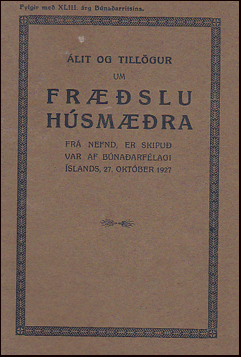 Fylgir með XLIII. árg. Búnaðarritsins.
ÁLIT OG TILLÖGUR
UM
FRÆÐSLU
HÚSMÆÐRA
FRÁ NEFND, ER SKIPUÐ
VAR AF BÚNAÐARFÉLAGI
ÍSLANDS, 27. OKTÓBER 1927